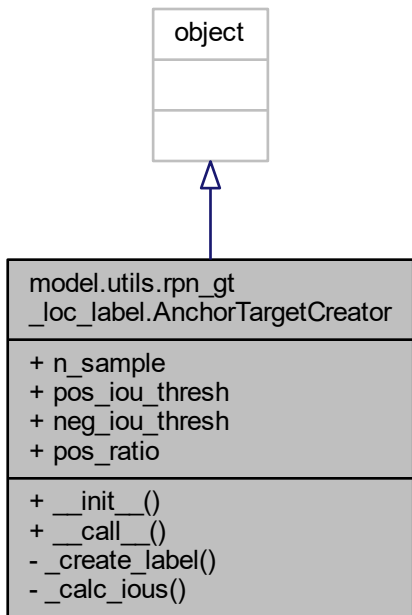 object
model.utils.rpn_gt
_loc_label.AnchorTargetCreator
+ n_sample
+ pos_iou_thresh
+ neg_iou_thresh
+ pos_ratio
+ __init__()
+ __call__()
- _create_label()
- _calc_ious()